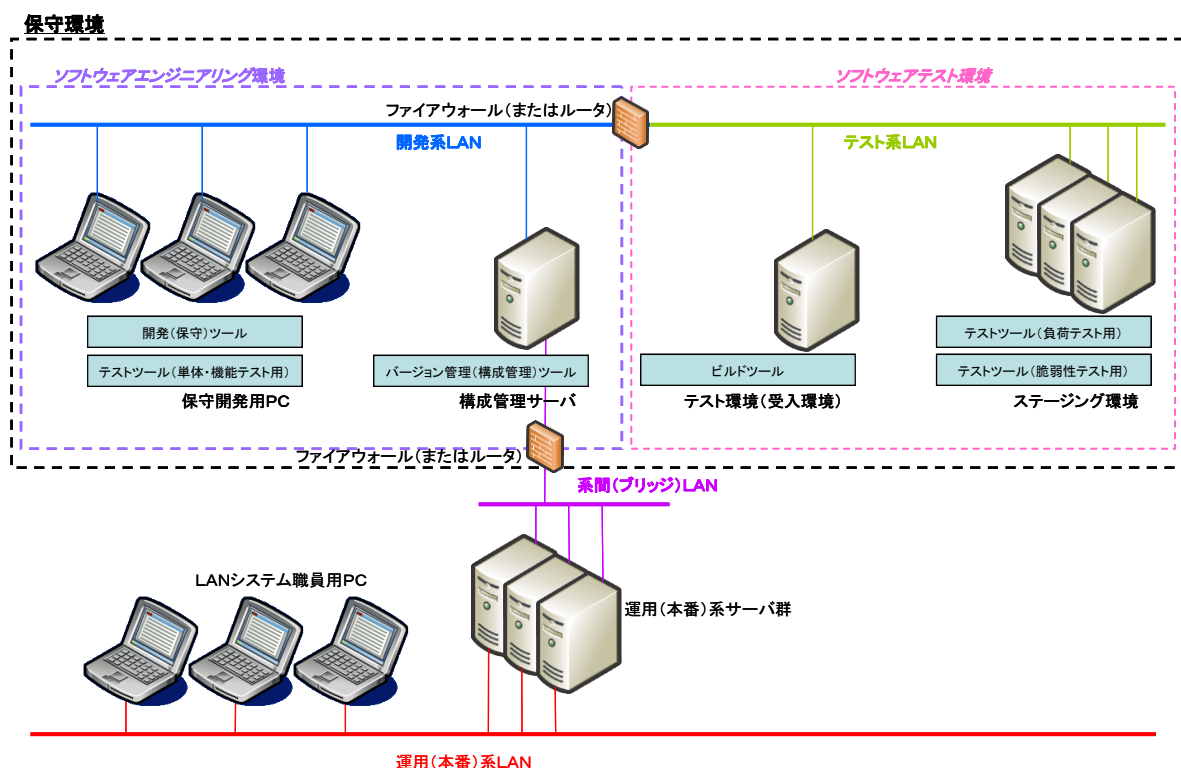 保守環境
ソフトウェアエンジニアリング環境
ソフトウェアテスト環境
ファイアウォール(またはルータ)
開発系LAN
テスト系LAN
開発(保守)ツール
テストツール(単体・機能テスト用)
保守開発用PC
バージョン管理(構成管理)ツール
構成管理サーバ
ビルドツール
テスト環境(受入環境)
テストツール(負荷テスト用)
テストツール(脆弱性テスト用)
ステージング環境
ファイアウォール(またはルータ)
系間(ブリッジ)LAN
LANシステム職員用PC
運用(本番)系サーバ群
運用(本番)系LAN